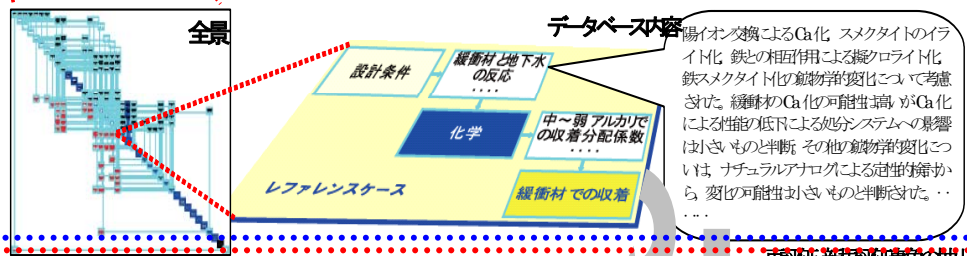 全景
データベース内容
設計条件
緩衝材と地下水
の反応
‥‥
化学
中～弱アルカリで
の収着分配係数
‥‥
緩衝材での収着
レファレンスケース
陽イオン交換によるCa化、スメクタイトのイラ
イト化、鉄との相互作用による擬クロライト化、
鉄スメクタイト化の鉱物学的変化について考慮
された。緩衝材のCa化の可能性は高いがCa化
による性能の低下による処分システムへの影響
は小さいものと判断、その他の鉱物学的変化につ
いは、ナチュラルアナログによる定性的検討か
ら、変化の可能性は小さいものと判断された。‥
‥‥